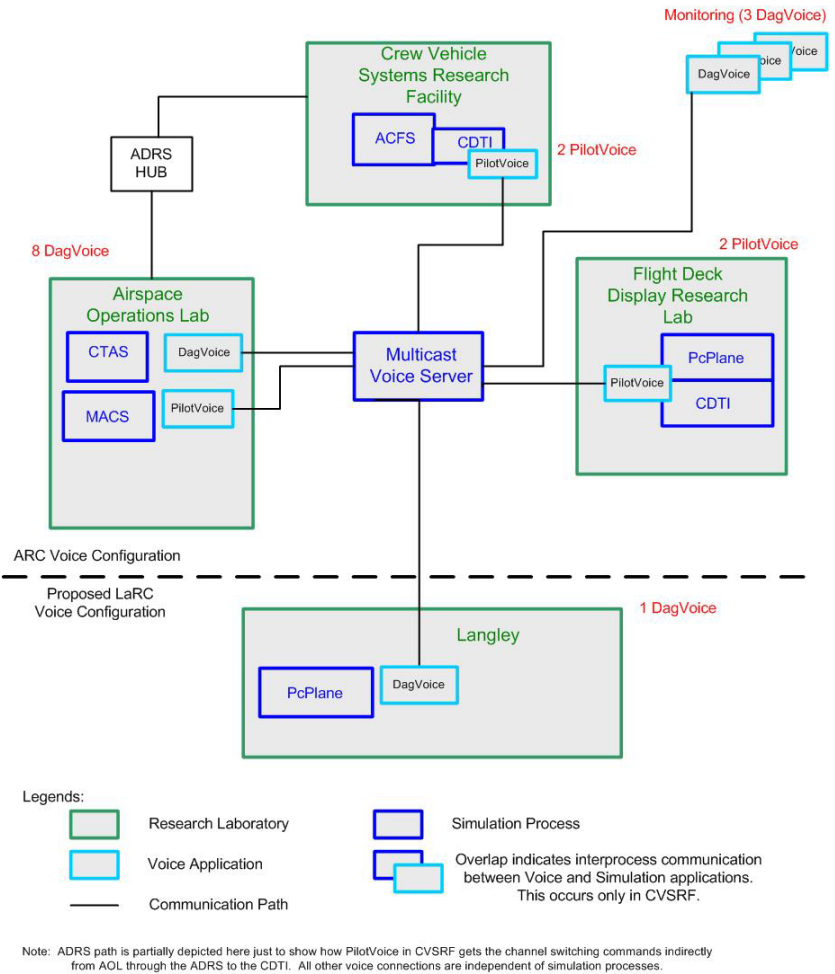 Monitoring (3 DagVoice)
DagVoice
oice
Voice
Crew Vehicle
Systems Research
Facility
ACFS
CDTI
PilotVoice
2 PilotVoice
ADRS
HUB
8 DagVoice
Airspace
Operations Lab
CTAS
DagVoice
MACS
PilotVoice
Multicast
Voice Server
2 PilotVoice
Flight Deck
Display Research
Lab
PcPlane
PilotVoice
CDTI
ARC Voice Configuration
Proposed LaRC
Voice Configuration
1 DagVoice
Langley
PcPlane
DagVoice
Legends:
Research Laboratory
Simulation Process
Voice Application
Overlap indicates interprocess communication
between Voice and Simulation applications.
This occurs only in CVSRF.
Communication Path
Note: ADRS path is partially depicted here just to show how PilotVoice in CVSRF gets the channel switching commands indirectly
from AOL through the ADRS to the CDTI. All other voice connections are independent of simulation processes.